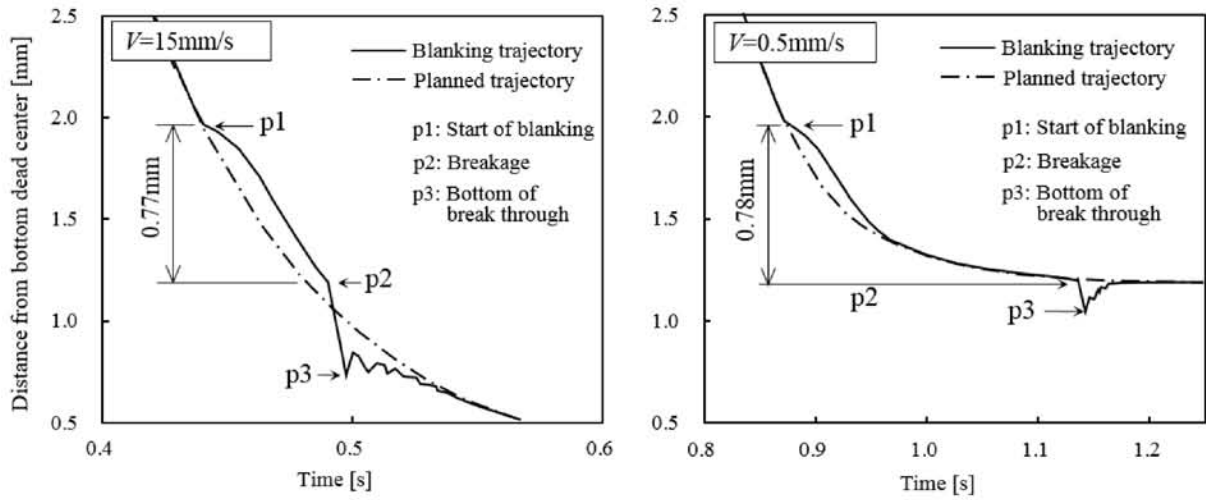 Distance from bottom dead center [mm]
2.5
2.0
1.5
1.0
0.5
V=15mm/s
Blanking trajectory
Planned trajectory
p1: Start of blanking
p2: Breakage
p3: Bottom of
break through
p1
0.77mm
p2
p3
0.4
0.5
0.6
Time [s]
2.5
2.0
1.5
1.0
0.5
V=0.5mm/s
Blanking trajectory
Planned trajectory
p1: Start of blanking
p2: Breakage
p3: Bottom of
break through
p1
0.78mm
p2
p3
0.8
0.9
1.0
1.1
1.2
Time [s]